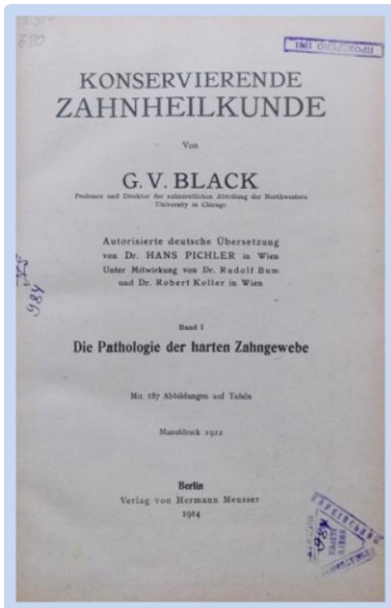 KONSERVIERENDE
ZAHNHEILKUNDE
Von
G. V. BLACK
Professor und Direktor der zahnärztlichen Abteilung der Northwestern
University in Chicago
Autorisierte deutsche Übersetzung
von Dr. HANS PICHLER in Wien
Unter Mitwirkung von Dr. Rudolf Bum
und Dr. Robert Koller in Wien
Band I
Die Pathologie der harten Zahngewebe
Mit 187 Abbildungen auf Tafeln
Manuldruck 1922
Berlin
Verlag von Hermann Meusser
1914
984
984